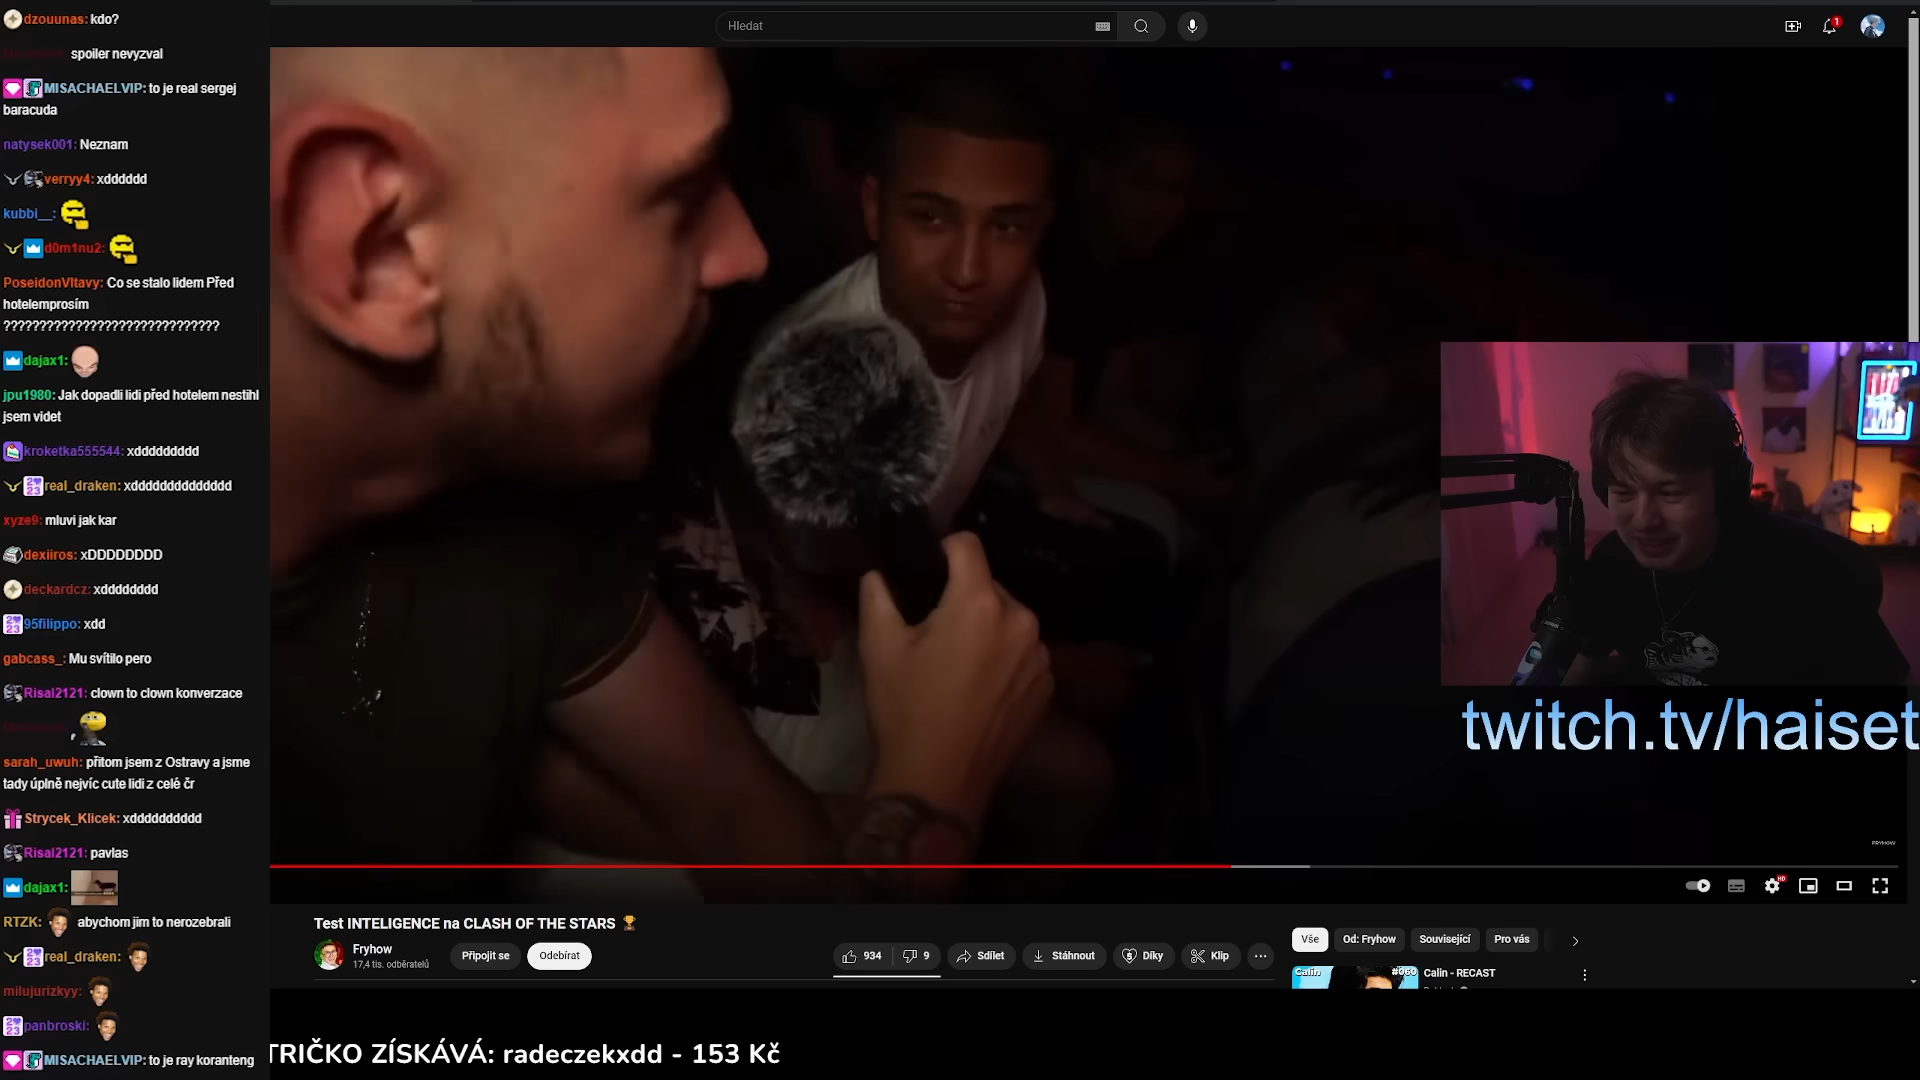 dzouunas: kdo?
spoiler nevyzval
MISACHAELVIP: to je real sergej
baracuda
natysek001: Neznam
verryy4: xdddddd
kubbi__:
d0m1nu2:
PoseidonVltavy: Co se stalo lidem Před
hotelemprosím
??????????????????????????????
dajax1:
jpu1980: Jak dopadli lidi před hotelem nestihl
jsem videt
kroketka555544: xddddddddd
real_draken: xdddddddddddddd
xyze9: mluvi jak kar
dexiiros: xDDDDDDDD
deckardcz: xdddddddd
95filippo: xdd
gabcass_: Mu svítilo pero
Risal2121: clown to clown konverzace
sarah_uwuh: přitom jsem z Ostravy a jsme
tady úplně nejvíc cute lidi z celé čr
Strycek_Klicek: xdddddddddd
Risal2121: pavlas
dajax1:
RTZK: abychom jim to nerozebrali
real_draken:
milujurizkyy:
panbroski:
MISACHAELVIP: to je ray koranteng
Hledat
1
twitch.tv/haiset
FRYHOW
HD
Test INTELIGENCE na CLASH OF THE STARS
Fryhow
17,4 tis. odběratelů
Připojit se
Odebírat
934
9
Sdílet
Stáhnout
Díky
Klip
Vše
Od: Fryhow
Související
Pro vás
Calin
#060
Calin - RECAST
TRIČKO ZÍSKÁVÁ: radeczekxdd - 153 Kč